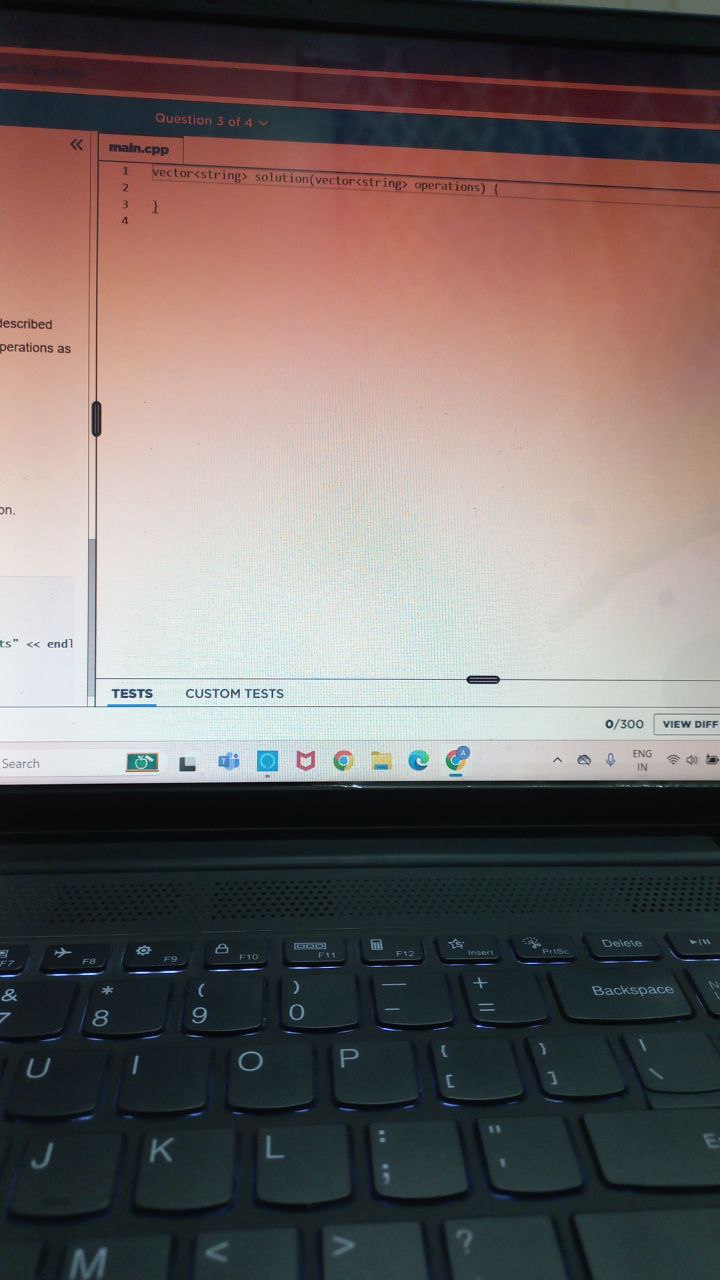 Question 3 of 4
main.cpp
1 vector<string> solution(vector<string> operations) {
2
3 }
4
described
perations as
on.
ts" << endl
TESTS CUSTOM TESTS
0/300 VIEW DIFF
Search
ENG
IN
F7 F8 F9 F10 F11 F12 Insert PrtSc Delete
& * ( ) — +
7 8 9 0 – = Backspace
U I O P { [ } ] | \
J K L : ; " '
M < > ?